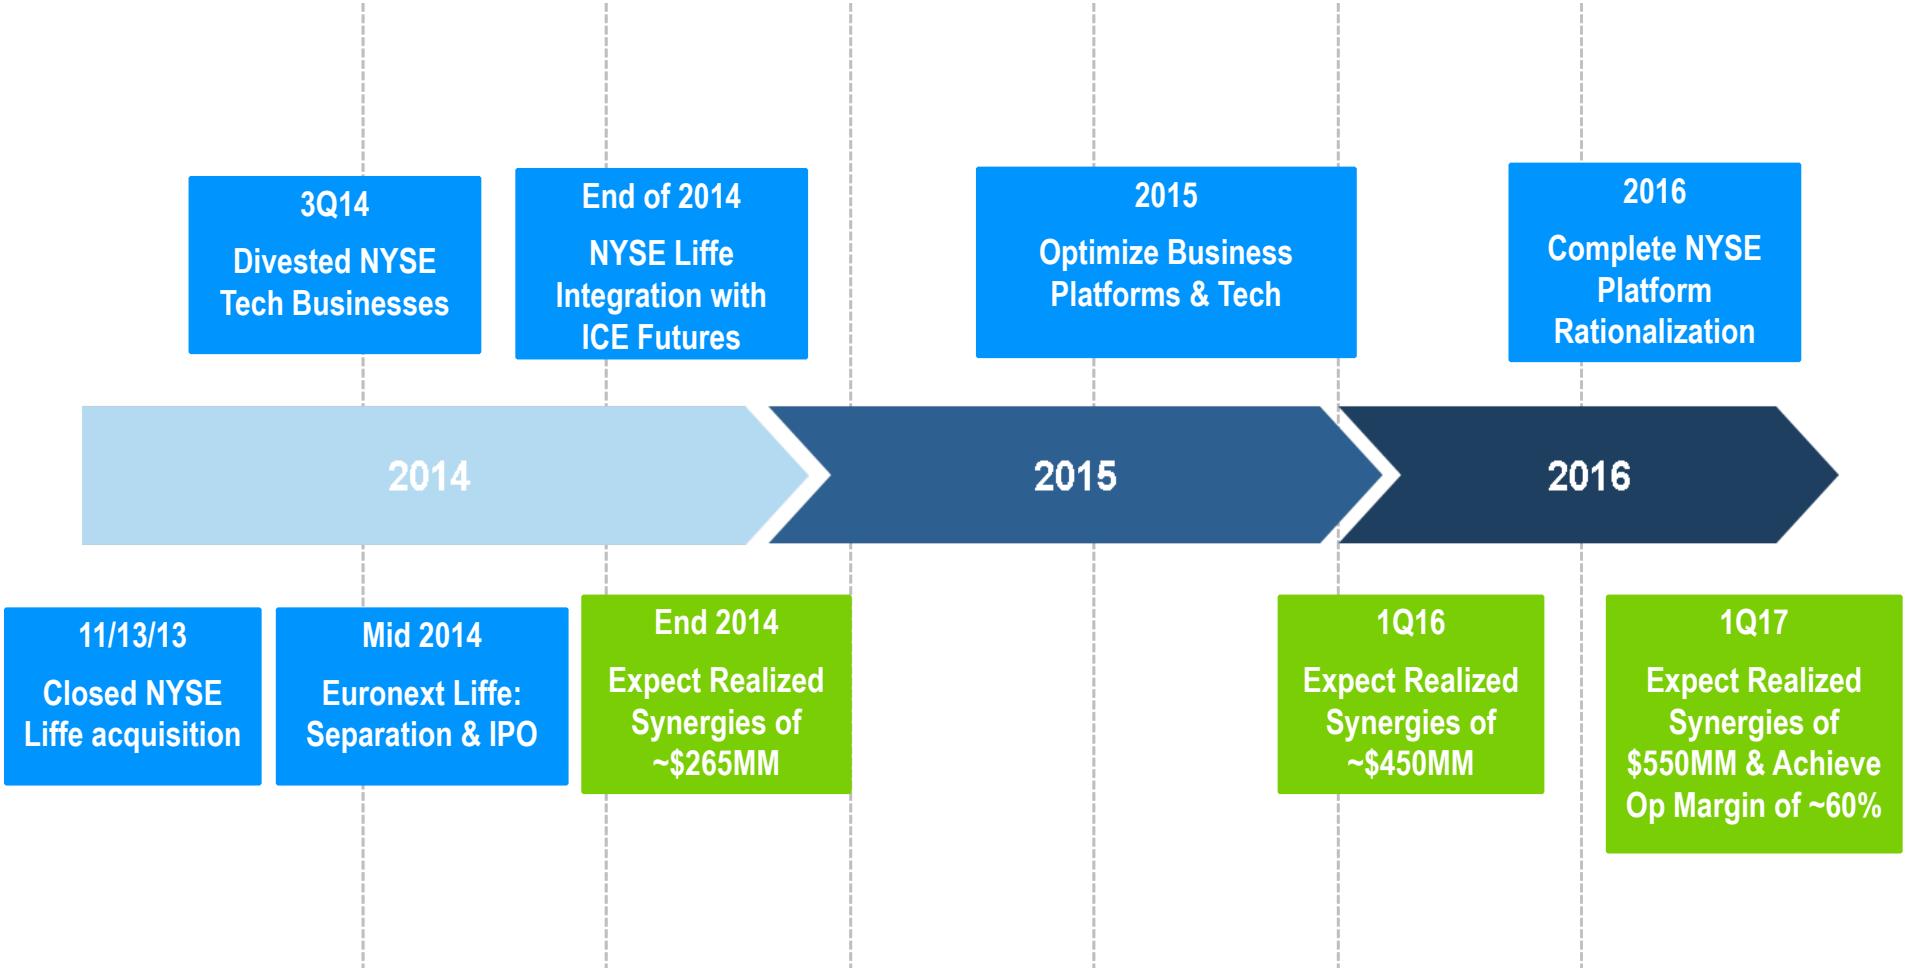 3Q14
Divested NYSE
Tech Businesses
End of 2014
NYSE Liffe
Integration with
ICE Futures
2015
Optimize Business
Platforms & Tech
2016
Complete NYSE
Platform
Rationalization
2014
2015
2016
11/13/13
Closed NYSE
Liffe acquisition
Mid 2014
Euronext Liffe:
Separation & IPO
End 2014
Expect Realized
Synergies of
~$265MM
1Q16
Expect Realized
Synergies of
~$450MM
1Q17
Expect Realized
Synergies of
$550MM & Achieve
Op Margin of ~60%